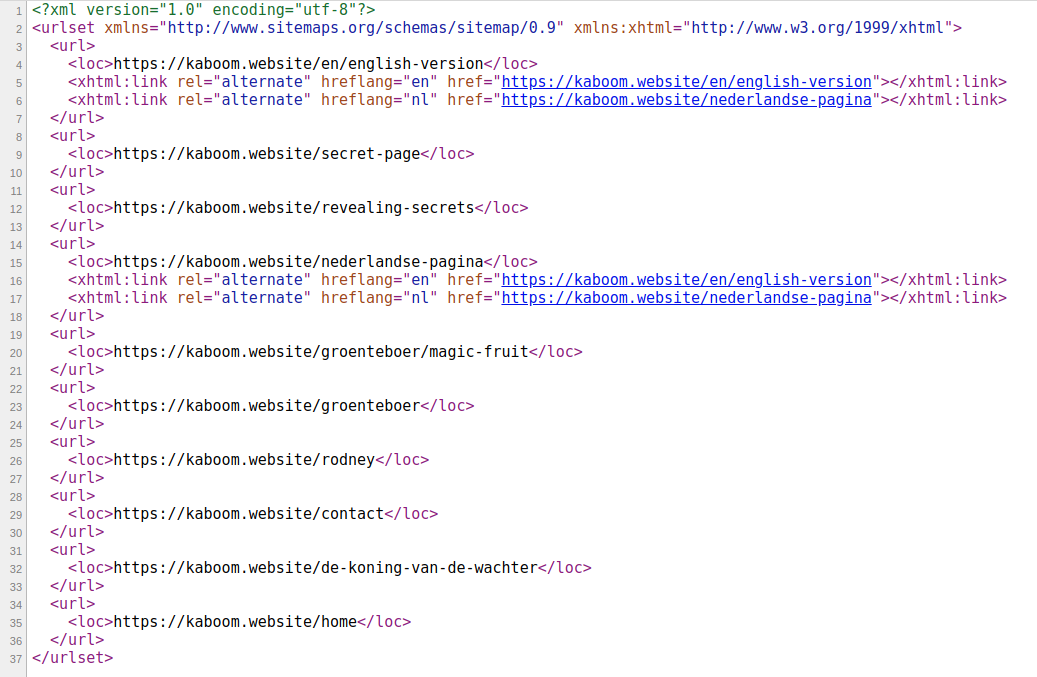 1 <?xml version="1.0" encoding="utf-8"?>
2 <urlset xmlns="http://www.sitemaps.org/schemas/sitemap/0.9" xmlns:xhtml="http://www.w3.org/1999/xhtml">
3 <url>
4 <loc>https://kaboom.website/en/english-version</loc>
5 <xhtml:link rel="alternate" hreflang="en" href="https://kaboom.website/en/english-version"></xhtml:link>
6 <xhtml:link rel="alternate" hreflang="nl" href="https://kaboom.website/nederlandse-pagina"></xhtml:link>
7 </url>
8 <url>
9 <loc>https://kaboom.website/secret-page</loc>
10 </url>
11 <url>
12 <loc>https://kaboom.website/revealing-secrets</loc>
13 </url>
14 <url>
15 <loc>https://kaboom.website/nederlandse-pagina</loc>
16 <xhtml:link rel="alternate" hreflang="en" href="https://kaboom.website/en/english-version"></xhtml:link>
17 <xhtml:link rel="alternate" hreflang="nl" href="https://kaboom.website/nederlandse-pagina"></xhtml:link>
18 </url>
19 <url>
20 <loc>https://kaboom.website/groenteboer/magic-fruit</loc>
21 </url>
22 <url>
23 <loc>https://kaboom.website/groenteboer</loc>
24 </url>
25 <url>
26 <loc>https://kaboom.website/rodney</loc>
27 </url>
28 <url>
29 <loc>https://kaboom.website/contact</loc>
30 </url>
31 <url>
32 <loc>https://kaboom.website/de-koning-van-de-wachter</loc>
33 </url>
34 <url>
35 <loc>https://kaboom.website/home</loc>
36 </url>
37 </urlset>